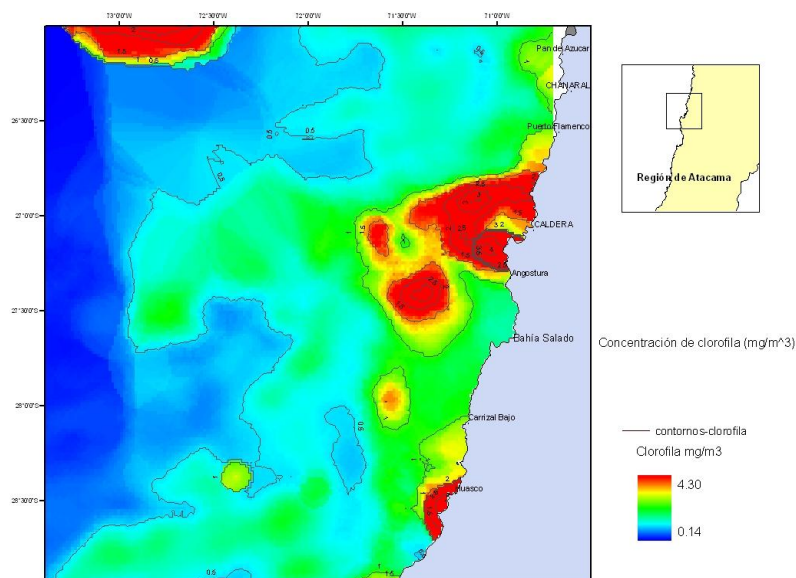 73°0'0"O 72°30'0"O 72°0'0"O 71°30'0"O 71°0'0"O
Pan de Azucar
CHAÑARAL
26°30'0"S
Puerto Flamenco
Región de Atacama
27°0'0"S
CALDERA
Angostura
27°30'0"S
Bahía Salado
Concentración de clorofila (mg/m^3)
28°0'0"S
Carrizal Bajo
contornos-clorofila
Clorofila mg/m3
4.30
0.14
28°30'0"S
Huasco